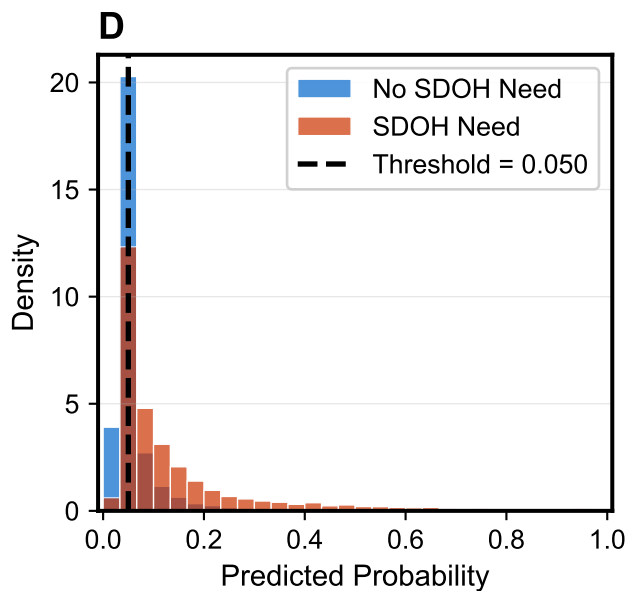 D
No SDOH Need
SDOH Need
Threshold = 0.050
Density
20
15
10
5
0
0.0 0.2 0.4 0.6 0.8 1.0
Predicted Probability